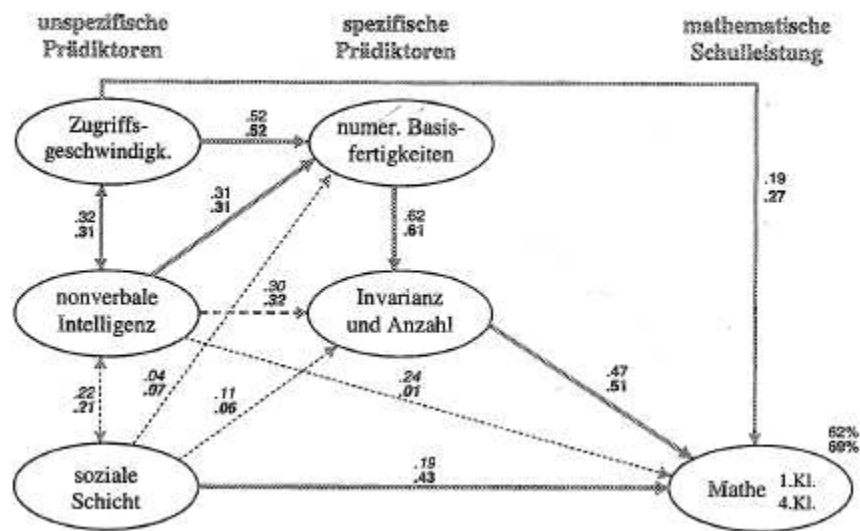 unspezifische
Prädiktoren
spezifische
Prädiktoren
mathematische
Schulleistung
Zugriffs-
geschwindigk.
.52
.52
numer. Basis-
fertigkeiten
.19
.27
.32
.31
.31
.31
.62
.61
nonverbale
Intelligenz
.30
.32
Invarianz
und Anzahl
.22
.21
.04
.07
.11
.06
.24
.01
.47
.51
62%
69%
soziale
Schicht
.19
.43
Mathe 1.Kl.
4.Kl.